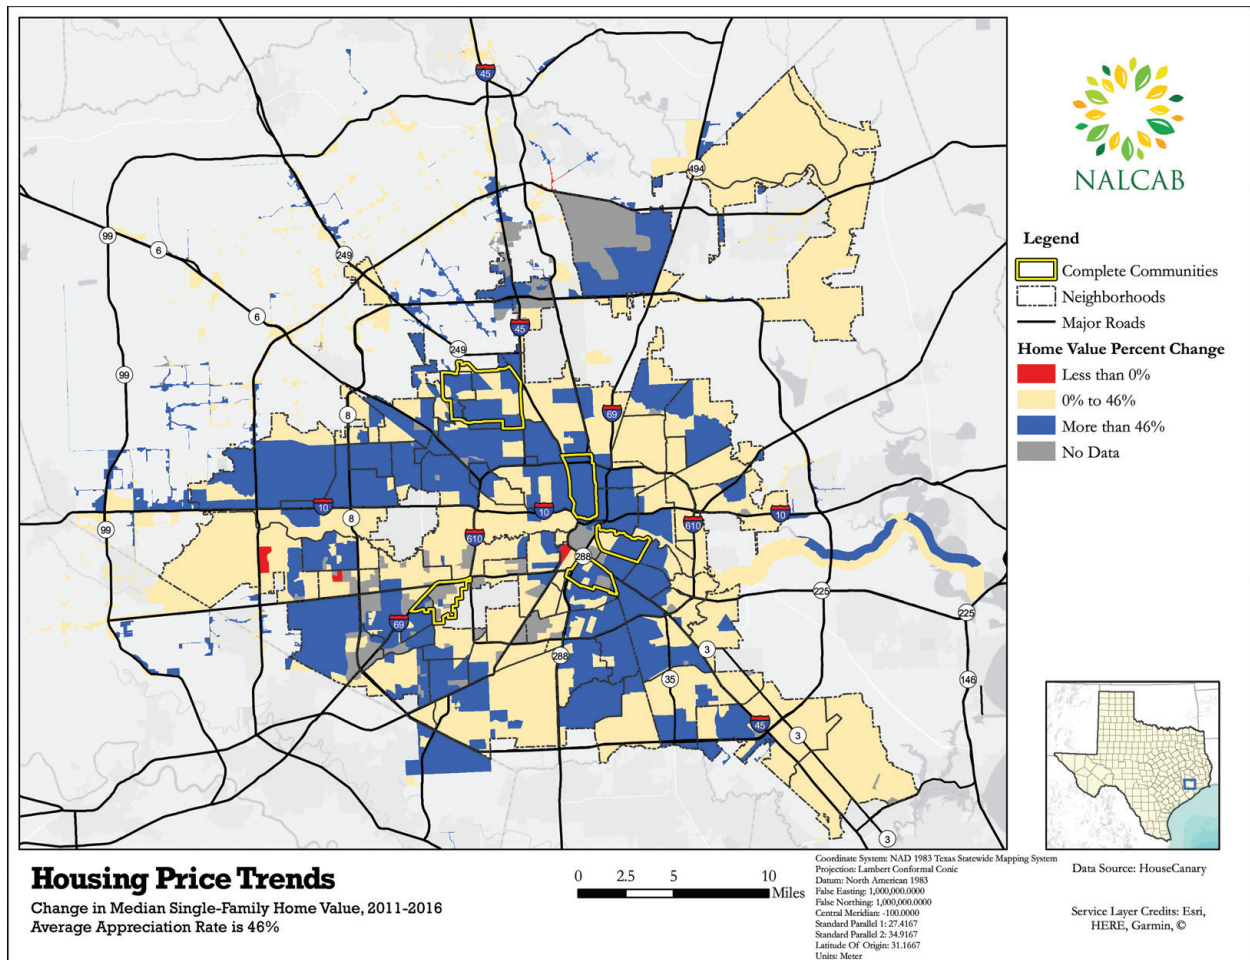 45
494
99
6
249
6
45
249
99
69
8
10
10
10
8
99
610
610
288
225
225
69
3
288
35
146
45
3
3
NALCAB
Legend
Complete Communities
Neighborhoods
Major Roads
Home Value Percent Change
Less than 0%
0% to 46%
More than 46%
No Data
Housing Price Trends
Change in Median Single-Family Home Value, 2011-2016
Average Appreciation Rate is 46%
0 2.5 5 10
Miles
Coordinate System: NAD 1983 Texas Statewide Mapping System
Projection: Lambert Conformal Conic
Datum: North American 1983
False Easting: 1,000,000.0000
False Northing: 1,000,000.0000
Central Meridian: -100.0000
Standard Parallel 1: 27.4167
Standard Parallel 2: 34.9167
Latitude Of Origin: 31.1667
Units: Meter
Data Source: HouseCanary
Service Layer Credits: Esri,
HERE, Garmin, ©